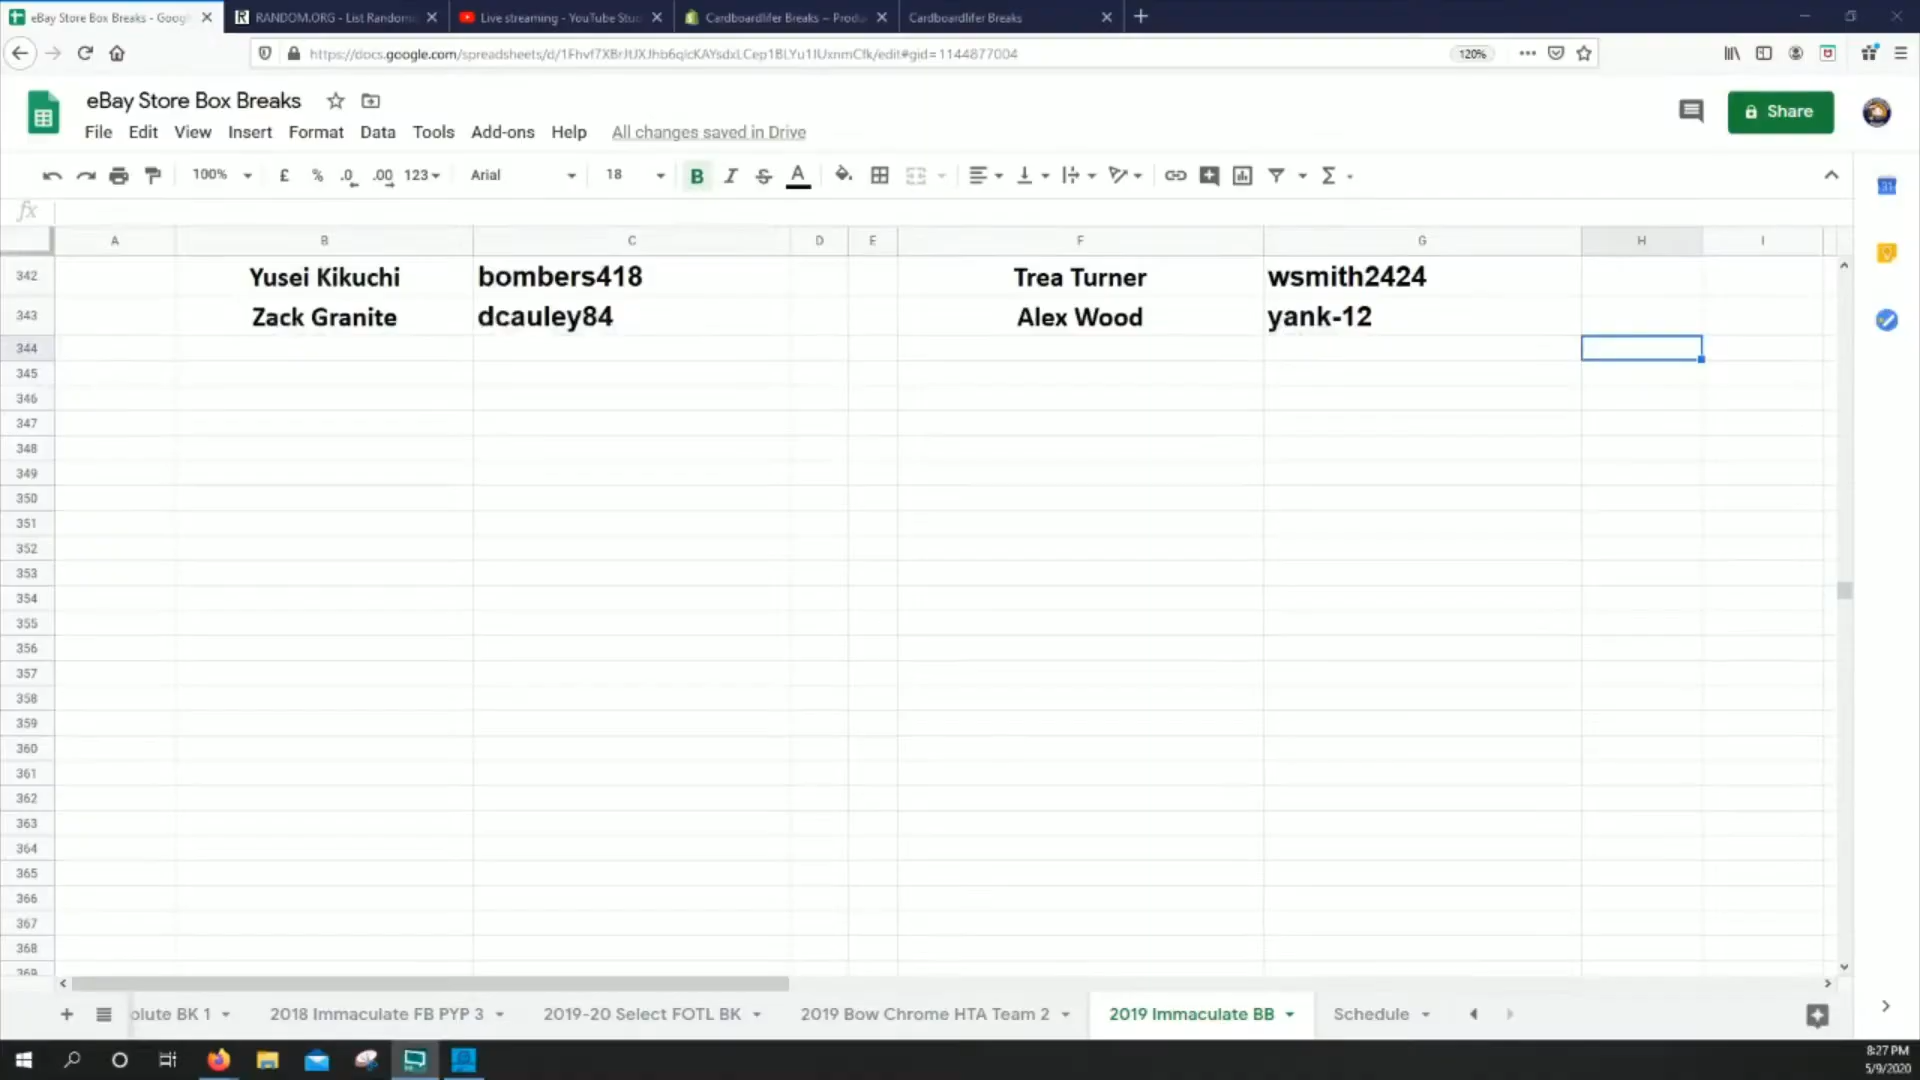 eBay Store Box Breaks - Goog
RANDOM.ORG - List Random
Live streaming - YouTube Stu
Cardboardlifer Breaks ~ Produ
Cardboardlifer Breaks
120%
eBay Store Box Breaks
Share
File Edit View Insert Format Data Tools Add-ons Help All changes saved in Drive
100% £ % .0 .00 123 Arial 18 B I S A
fx
A B C D E F G H I
342 Yusei Kikuchi bombers418 Trea Turner wsmith2424
343 Zack Granite dcauley84 Alex Wood yank-12
344
345
346
347
348
349
350
351
352
353
354
355
356
357
358
359
360
361
362
363
364
365
366
367
368
369
olute BK 1 2018 Immaculate FB PYP 3 2019-20 Select FOTL BK 2019 Bow Chrome HTA Team 2 2019 Immaculate BB Schedule
8:27 PM
5/9/2020